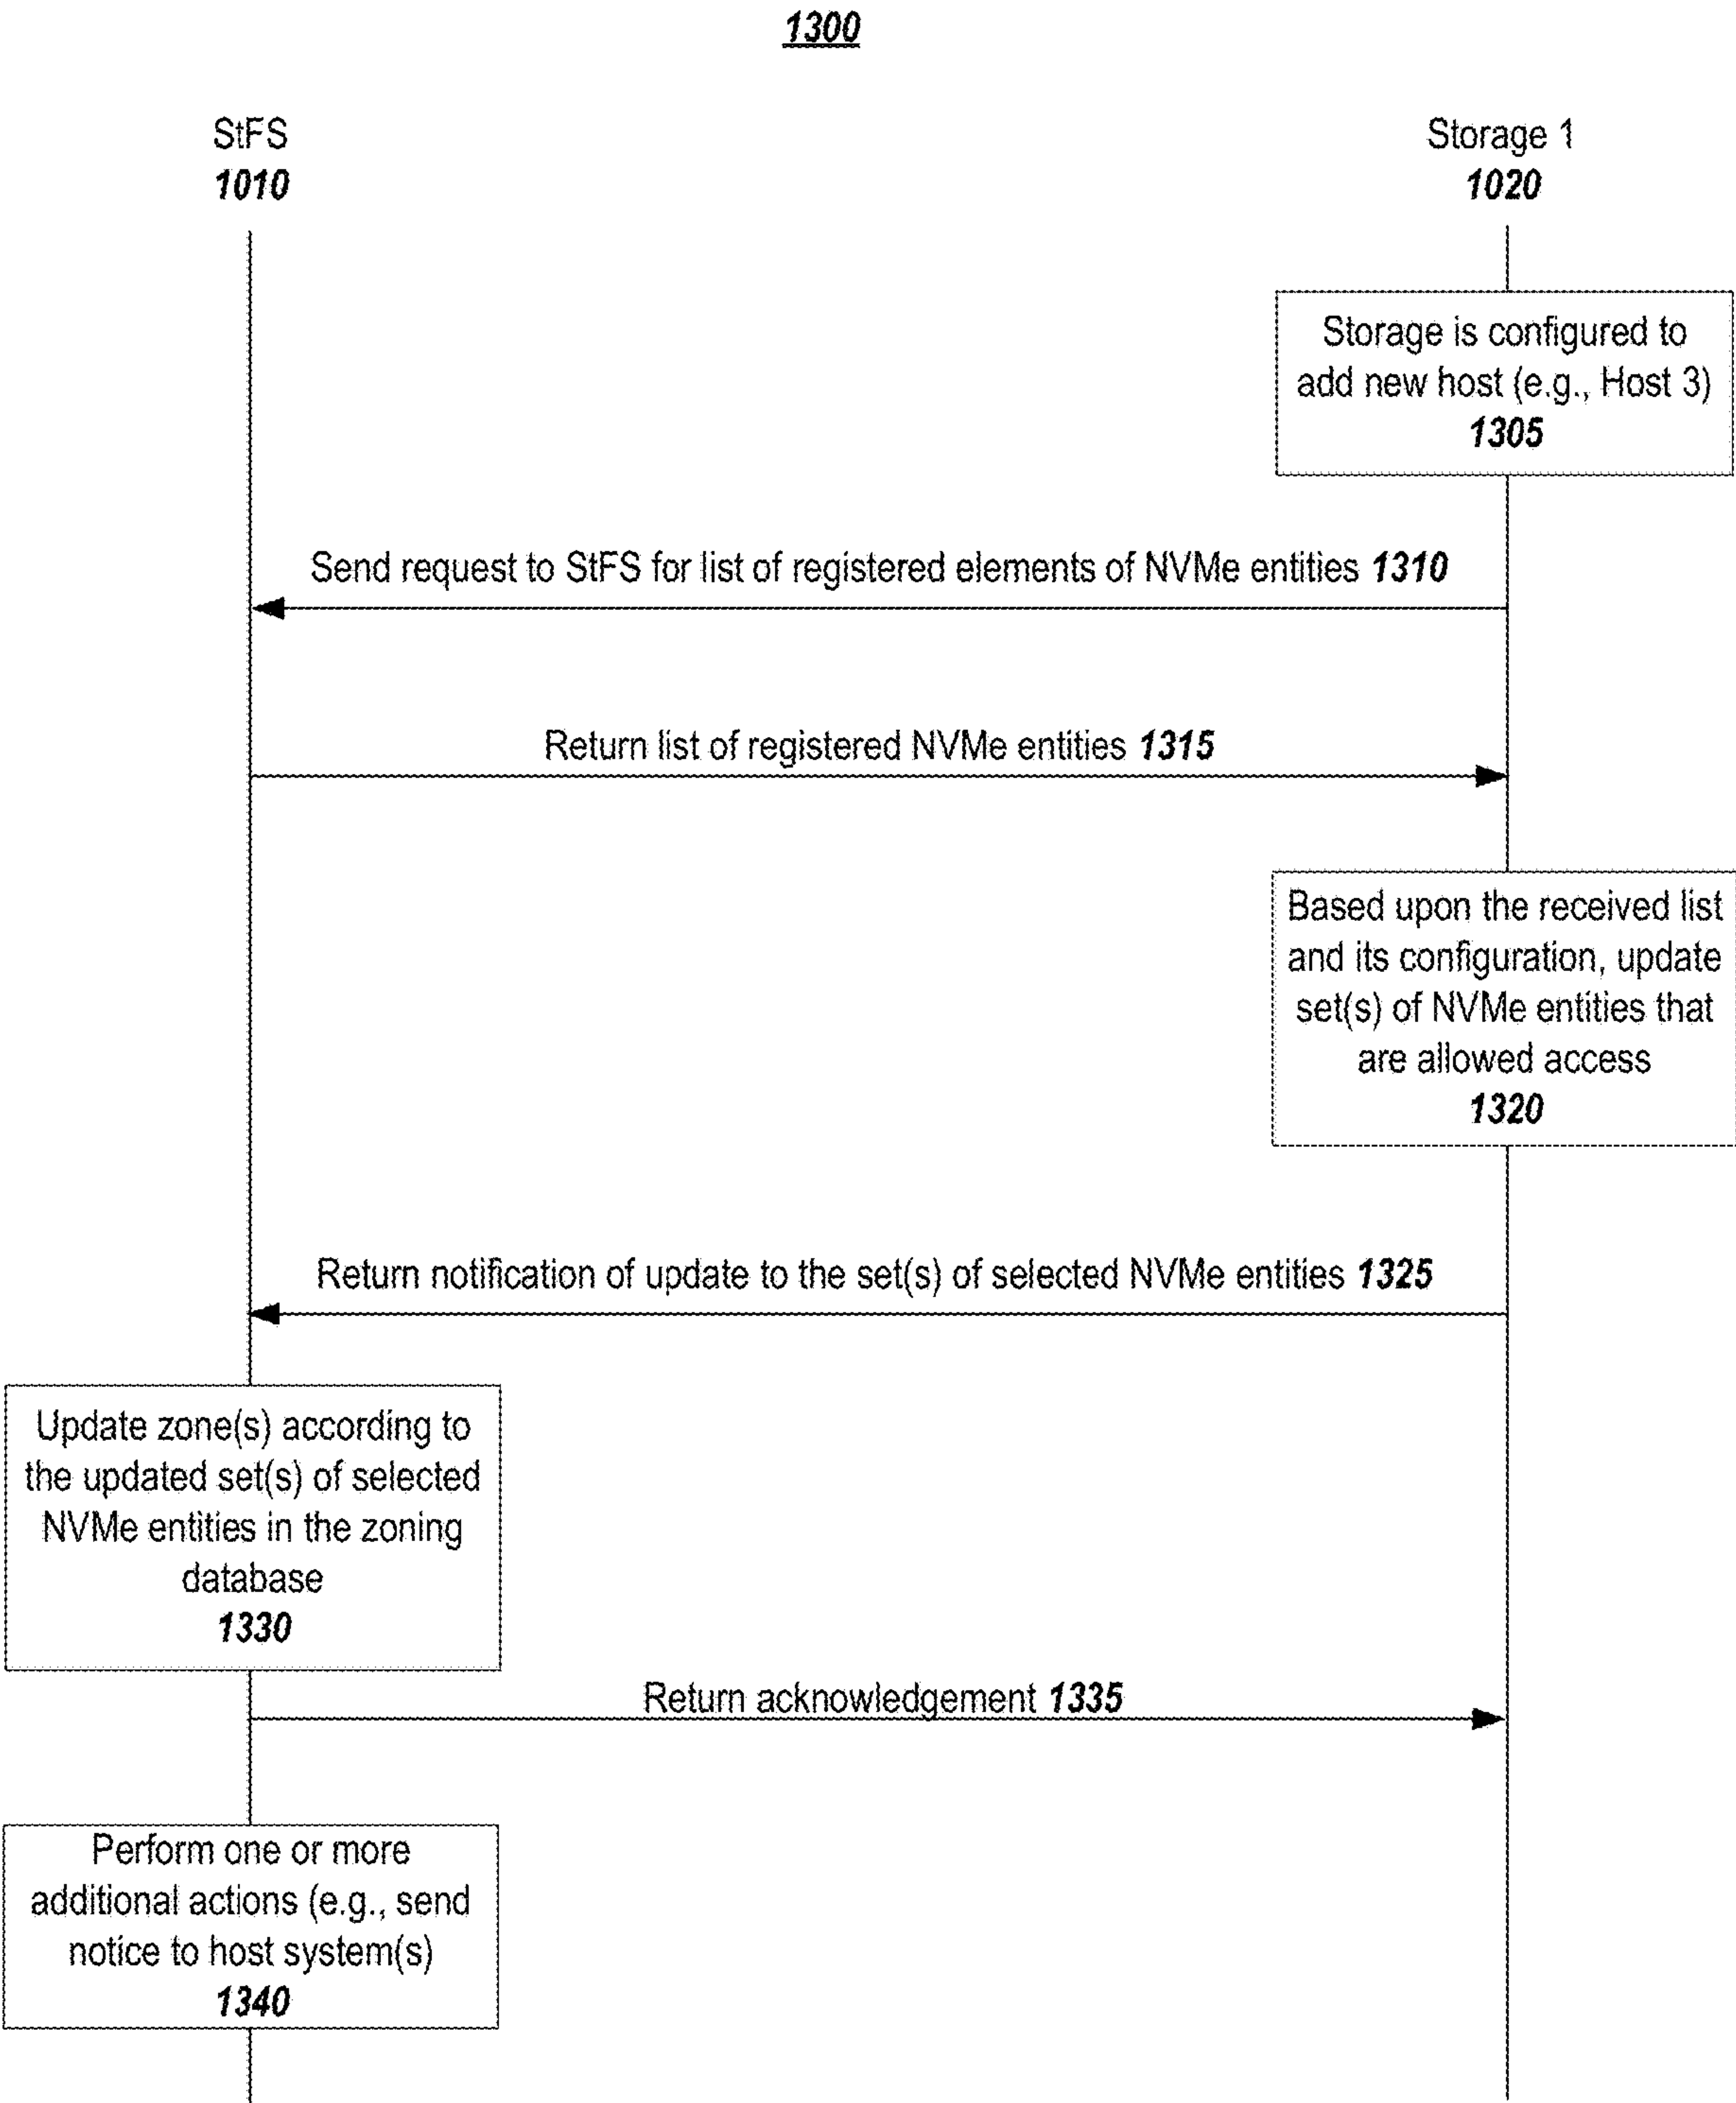 1300
StFS
1010
Storage 1
1020
Storage is configured to
add new host (e.g., Host 3)
1305
Send request to StFS for list of registered elements of NVMe entities 1310
Return list of registered NVMe entities 1315
Based upon the received list
and its configuration, update
set(s) of NVMe entities that
are allowed access
1320
Return notification of update to the set(s) of selected NVMe entities 1325
Update zone(s) according to
the updated set(s) of selected
NVMe entities in the zoning
database
1330
Return acknowledgement 1335
Perform one or more
additional actions (e.g., send
notice to host system(s)
1340